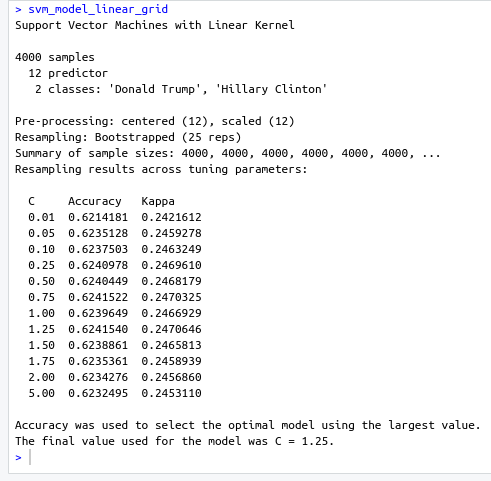 > svm_model_linear_grid
Support Vector Machines with Linear Kernel

4000 samples
  12 predictor
   2 classes: 'Donald Trump', 'Hillary Clinton'

Pre-processing: centered (12), scaled (12)
Resampling: Bootstrapped (25 reps)
Summary of sample sizes: 4000, 4000, 4000, 4000, 4000, 4000, ...
Resampling results across tuning parameters:

  C     Accuracy   Kappa
  0.01  0.6214181  0.2421612
  0.05  0.6235128  0.2459278
  0.10  0.6237503  0.2463249
  0.25  0.6240978  0.2469610
  0.50  0.6240449  0.2468179
  0.75  0.6241522  0.2470325
  1.00  0.6239649  0.2466929
  1.25  0.6241540  0.2470646
  1.50  0.6238861  0.2465813
  1.75  0.6235361  0.2458939
  2.00  0.6234276  0.2456860
  5.00  0.6232495  0.2453110

Accuracy was used to select the optimal model using the largest value.
The final value used for the model was C = 1.25.
>